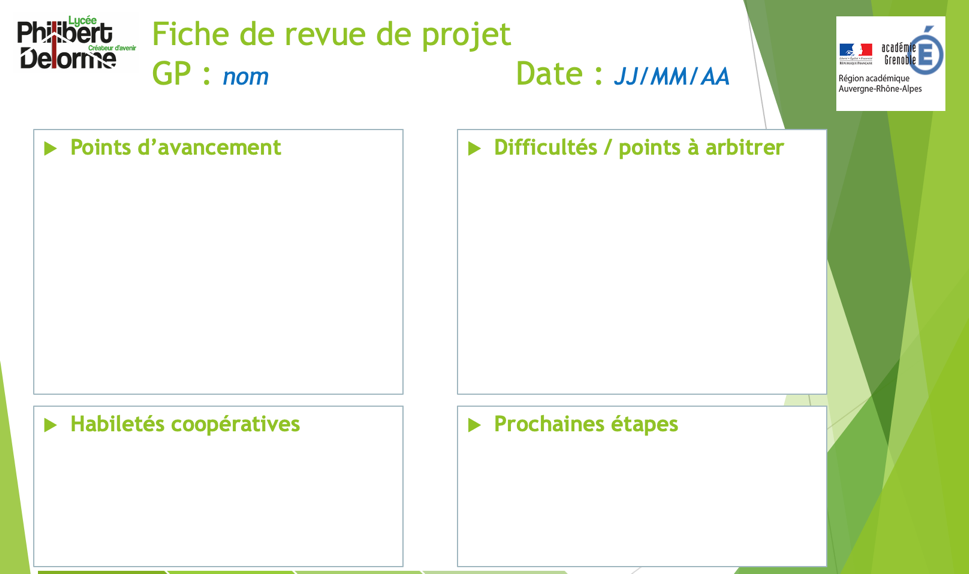 Lycée
Philibert
Créateur d'avenir
Delorme
Fiche de revue de projet
GP : nom
Date : JJ/MM/AA
académie
Grenoble
É
Région académique
Auvergne-Rhône-Alpes
Points d’avancement
Difficultés / points à arbitrer
Habiletés coopératives
Prochaines étapes